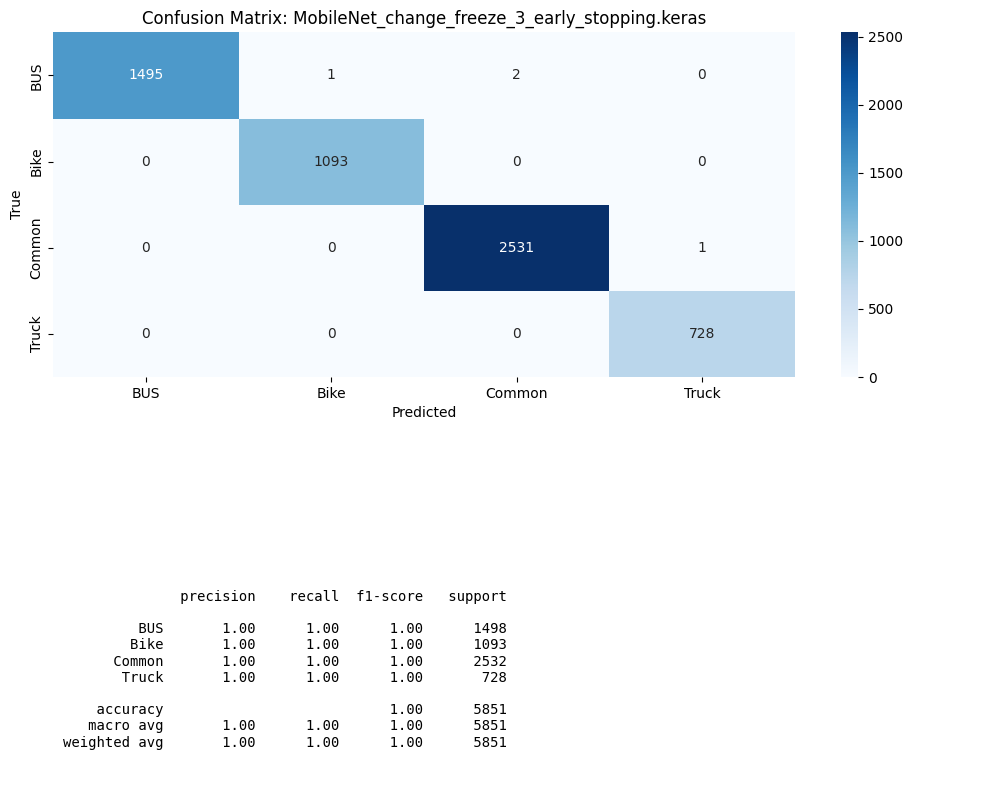 Confusion Matrix: MobileNet_change_freeze_3_early_stopping.keras
BUS 1495 1 2 0
Bike 0 1093 0 0
Common 0 0 2531 1
Truck 0 0 0 728
True
BUS Bike Common Truck
Predicted
2500
2000
1500
1000
500
0
precision recall f1-score support
BUS 1.00 1.00 1.00 1498
Bike 1.00 1.00 1.00 1093
Common 1.00 1.00 1.00 2532
Truck 1.00 1.00 1.00 728
accuracy 1.00 5851
macro avg 1.00 1.00 1.00 5851
weighted avg 1.00 1.00 1.00 5851